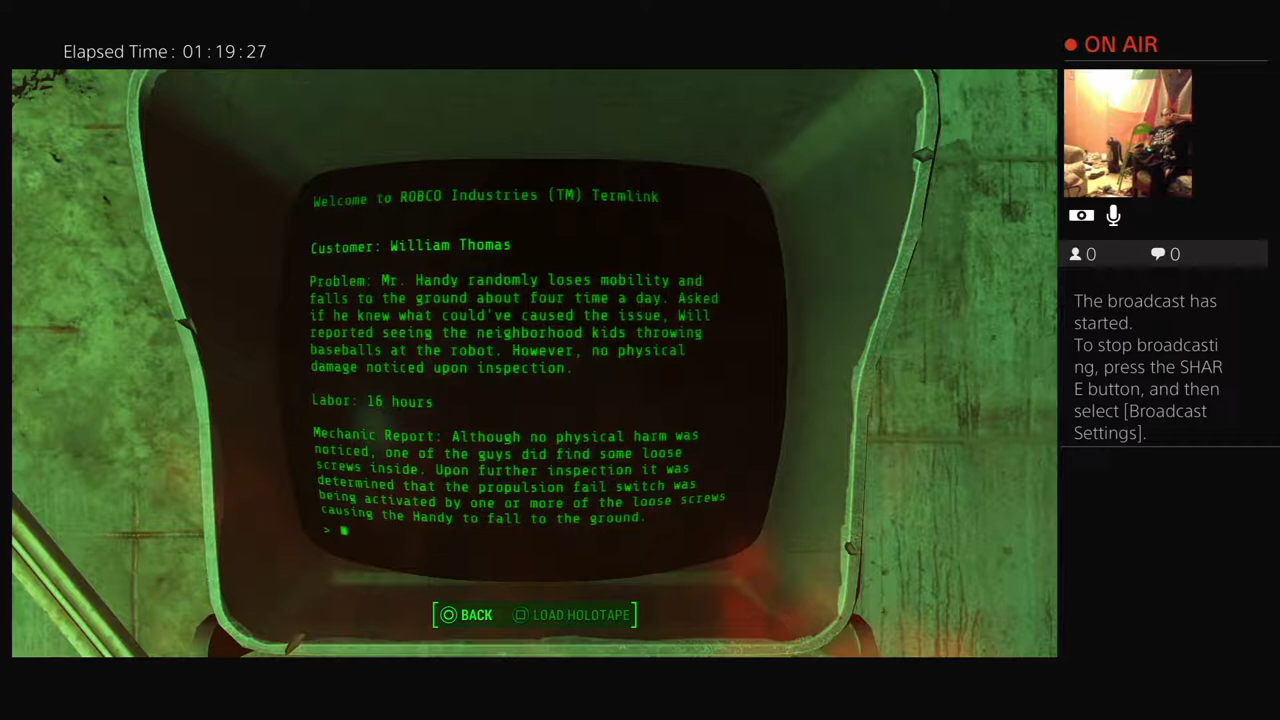 Elapsed Time: 01:19:27
ON AIR
Welcome to ROBCO Industries (TM) Termlink
Customer: William Thomas
Problem: Mr. Handy randomly loses mobility and
falls to the ground about four time a day. Asked
if he knew what could've caused the issue, Will
reported seeing the neighborhood kids throwing
baseballs at the robot. However, no physical
damage noticed upon inspection.
Labor: 16 hours
Mechanic Report: Although no physical harm was
noticed, one of the guys did find some loose
screws inside. Upon further inspection it was
determined that the propulsion fail switch was
being activated by one or more of the loose screws
causing the Handy to fall to the ground.
>
BACK LOAD HOLOTAPE
0 0
The broadcast has
started.
To stop broadcasti
ng, press the SHAR
E button, and then
select [Broadcast
Settings].